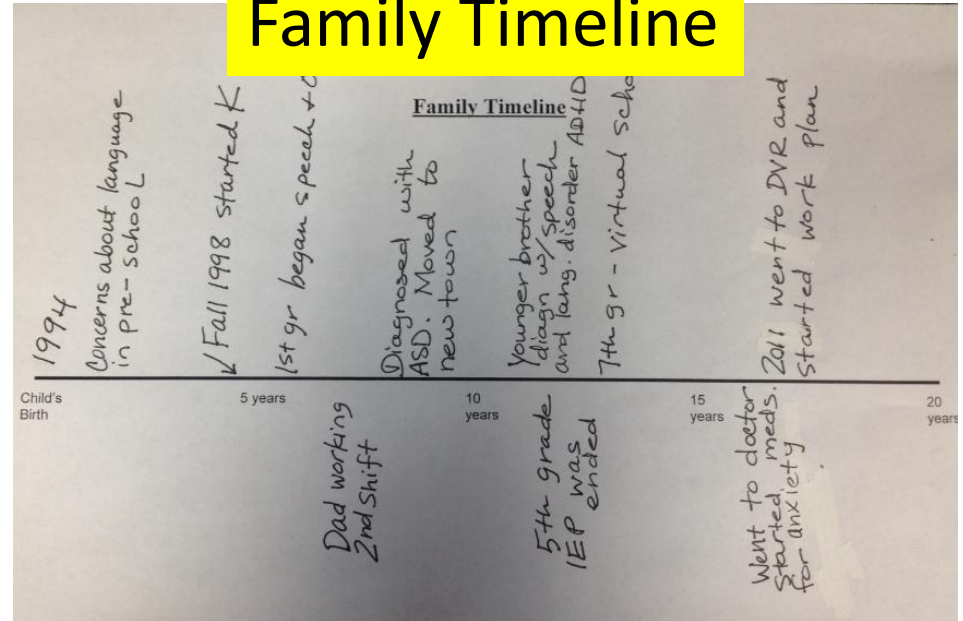 Family Timeline
Family Timeline
1994
Concerns about language
in pre-school
Fall 1998 started K
1st gr began speech +
Diagnosed with
ASD. Moved to
new town
Younger brother
diagn w/speech
and lang. disorder ADHD
7th gr - Virtual scho
2011 went to DVR and
started work plan
Child's
Birth
5 years
10
years
15
years
20
years
Dad working
2nd Shift
5th grade
IEP was
ended
Went to doctor
Started meds.
for anxiety